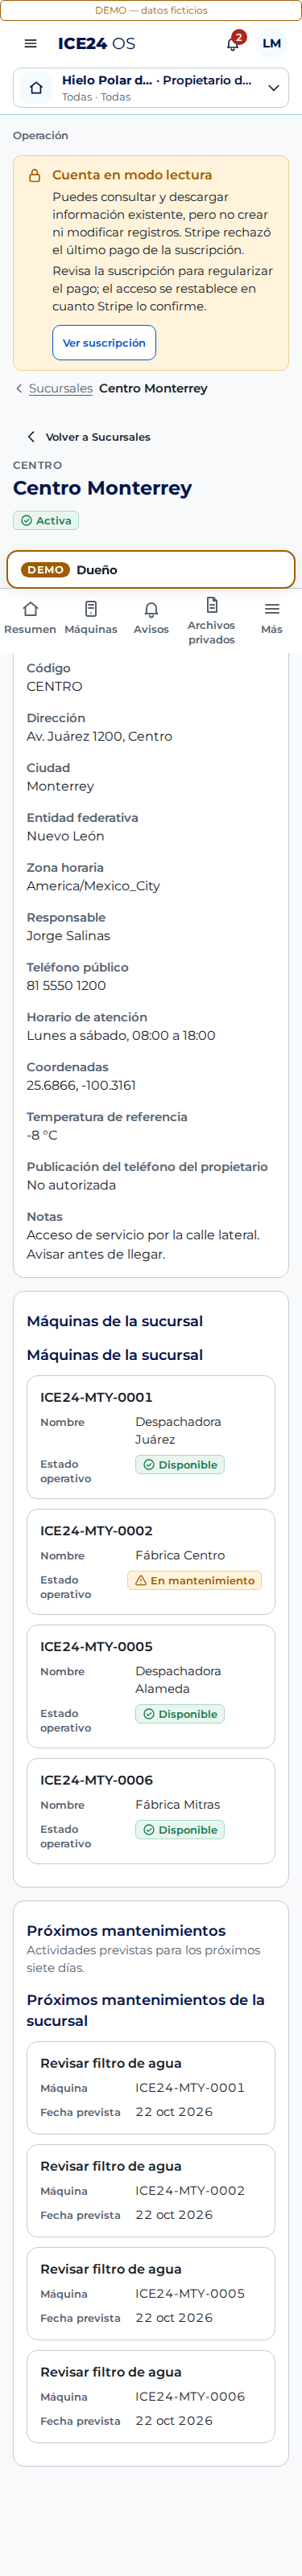 DEMO — datos ficticios
ICE24 OS
2
LM
Hielo Polar d... · Propietario d...
Todas · Todas
Operación
Cuenta en modo lectura
Puedes consultar y descargar
información existente, pero no crear
ni modificar registros. Stripe rechazó
el último pago de la suscripción.
Revisa la suscripción para regularizar
el pago; el acceso se restablece en
cuanto Stripe lo confirme.
Ver suscripción
Sucursales Centro Monterrey
Volver a Sucursales
CENTRO
Centro Monterrey
Activa
DEMO Dueño
Resumen
Máquinas
Avisos
Archivos
privados
Más
Código
CENTRO
Dirección
Av. Juárez 1200, Centro
Ciudad
Monterrey
Entidad federativa
Nuevo León
Zona horaria
America/Mexico_City
Responsable
Jorge Salinas
Teléfono público
81 5550 1200
Horario de atención
Lunes a sábado, 08:00 a 18:00
Coordenadas
25.6866, -100.3161
Temperatura de referencia
-8 °C
Publicación del teléfono del propietario
No autorizada
Notas
Acceso de servicio por la calle lateral.
Avisar antes de llegar.
Máquinas de la sucursal
Máquinas de la sucursal
ICE24-MTY-0001
Nombre Despachadora
Juárez
Estado
operativo
Disponible
ICE24-MTY-0002
Nombre Fábrica Centro
Estado
operativo
En mantenimiento
ICE24-MTY-0005
Nombre Despachadora
Alameda
Estado
operativo
Disponible
ICE24-MTY-0006
Nombre Fábrica Mitras
Estado
operativo
Disponible
Próximos mantenimientos
Actividades previstas para los próximos
siete días.
Próximos mantenimientos de la
sucursal
Revisar filtro de agua
Máquina ICE24-MTY-0001
Fecha prevista 22 oct 2026
Revisar filtro de agua
Máquina ICE24-MTY-0002
Fecha prevista 22 oct 2026
Revisar filtro de agua
Máquina ICE24-MTY-0005
Fecha prevista 22 oct 2026
Revisar filtro de agua
Máquina ICE24-MTY-0006
Fecha prevista 22 oct 2026